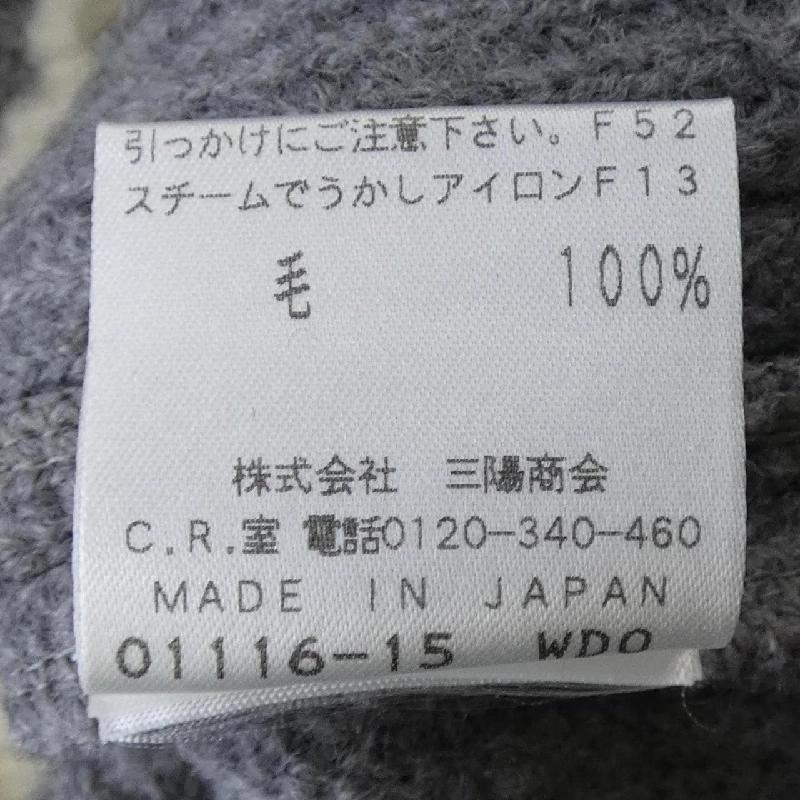 引っかけにご注意下さい。F52
スチームでうかしアイロンF13
毛 100%
株式会社 三陽商会
C.R.室 電話0120-340-460
MADE IN JAPAN
01116-15 WDO